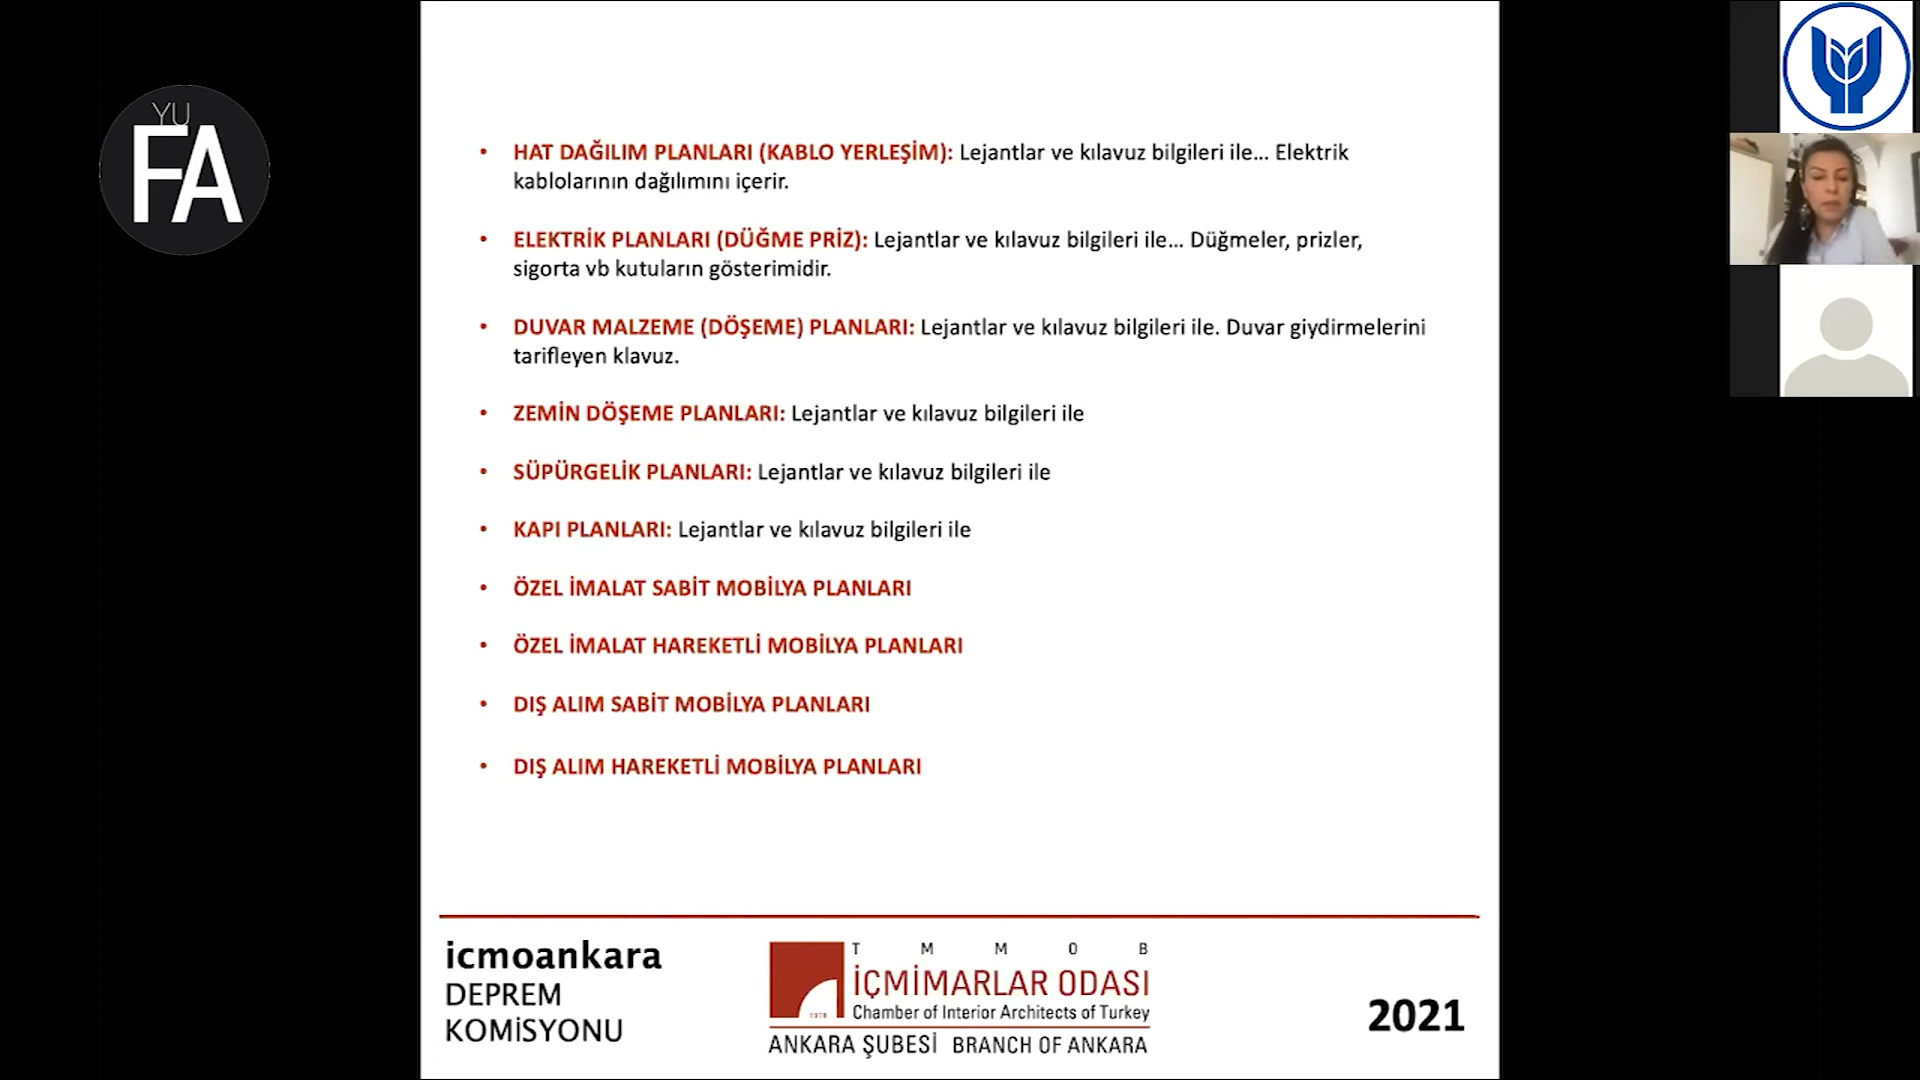 YU
FA
• HAT DAĞILIM PLANLARI (KABLO YERLEŞİM): Lejantlar ve kılavuz bilgileri ile... Elektrik
kablolarının dağılımını içerir.
• ELEKTRİK PLANLARI (DÜĞME PRİZ): Lejantlar ve kılavuz bilgileri ile... Düğmeler, prizler,
sigorta vb kutuların gösterimidir.
• DUVAR MALZEME (DÖŞEME) PLANLARI: Lejantlar ve kılavuz bilgileri ile. Duvar giydirmelerini
tarifleyen klavuz.
• ZEMİN DÖŞEME PLANLARI: Lejantlar ve kılavuz bilgileri ile
• SÜPÜRGELİK PLANLARI: Lejantlar ve kılavuz bilgileri ile
• KAPI PLANLARI: Lejantlar ve kılavuz bilgileri ile
• ÖZEL İMALAT SABİT MOBİLYA PLANLARI
• ÖZEL İMALAT HAREKETLİ MOBİLYA PLANLARI
• DIŞ ALIM SABİT MOBİLYA PLANLARI
• DIŞ ALIM HAREKETLİ MOBİLYA PLANLARI
icmoankara
DEPREM
KOMİSYONU
T M M O B
İÇMİMARLAR ODASI
Chamber of Interior Architects of Turkey
ANKARA ŞUBESİ BRANCH OF ANKARA
2021